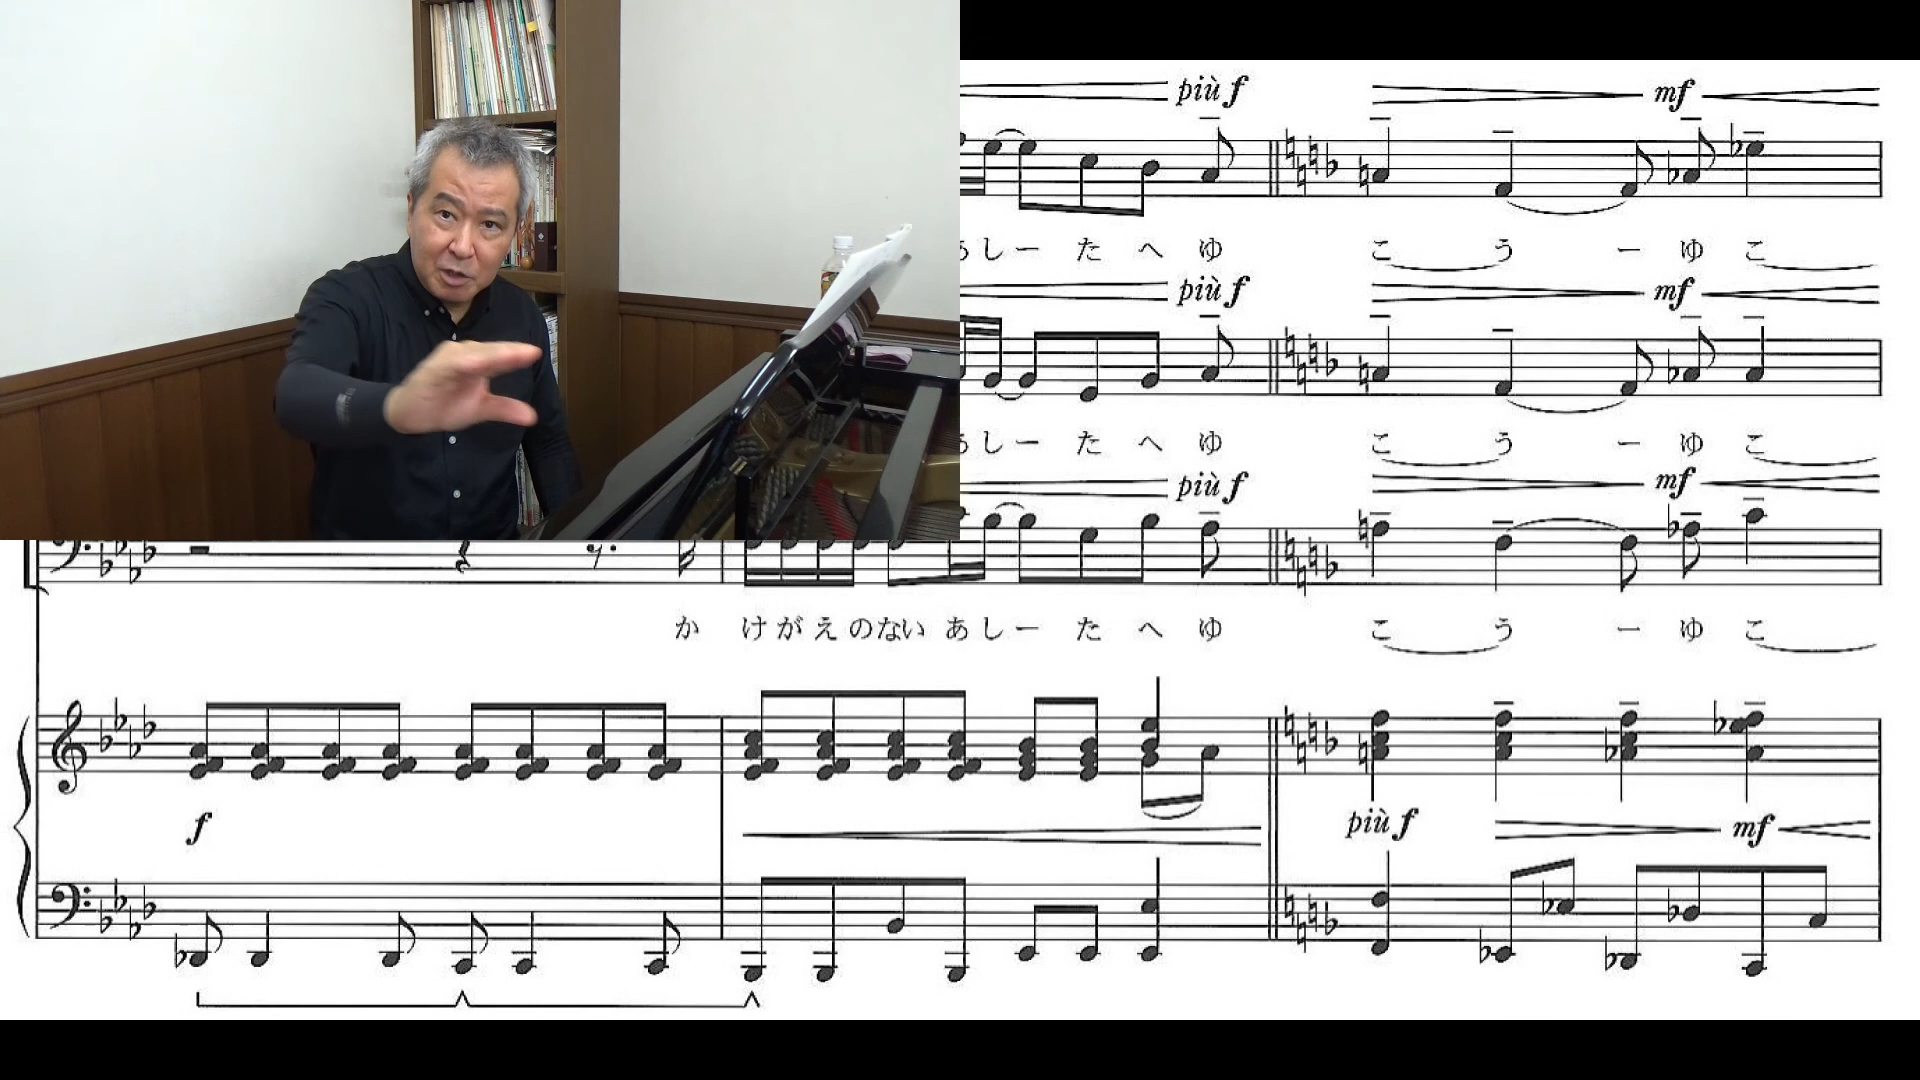 più f mf
しー た へ ゆ こ う ー ゆ こ
più f mf
しー た へ ゆ こ う ー ゆ こ
più f mf
か けがえのない あしー た へ ゆ こ う ー ゆ こ
f più f mf